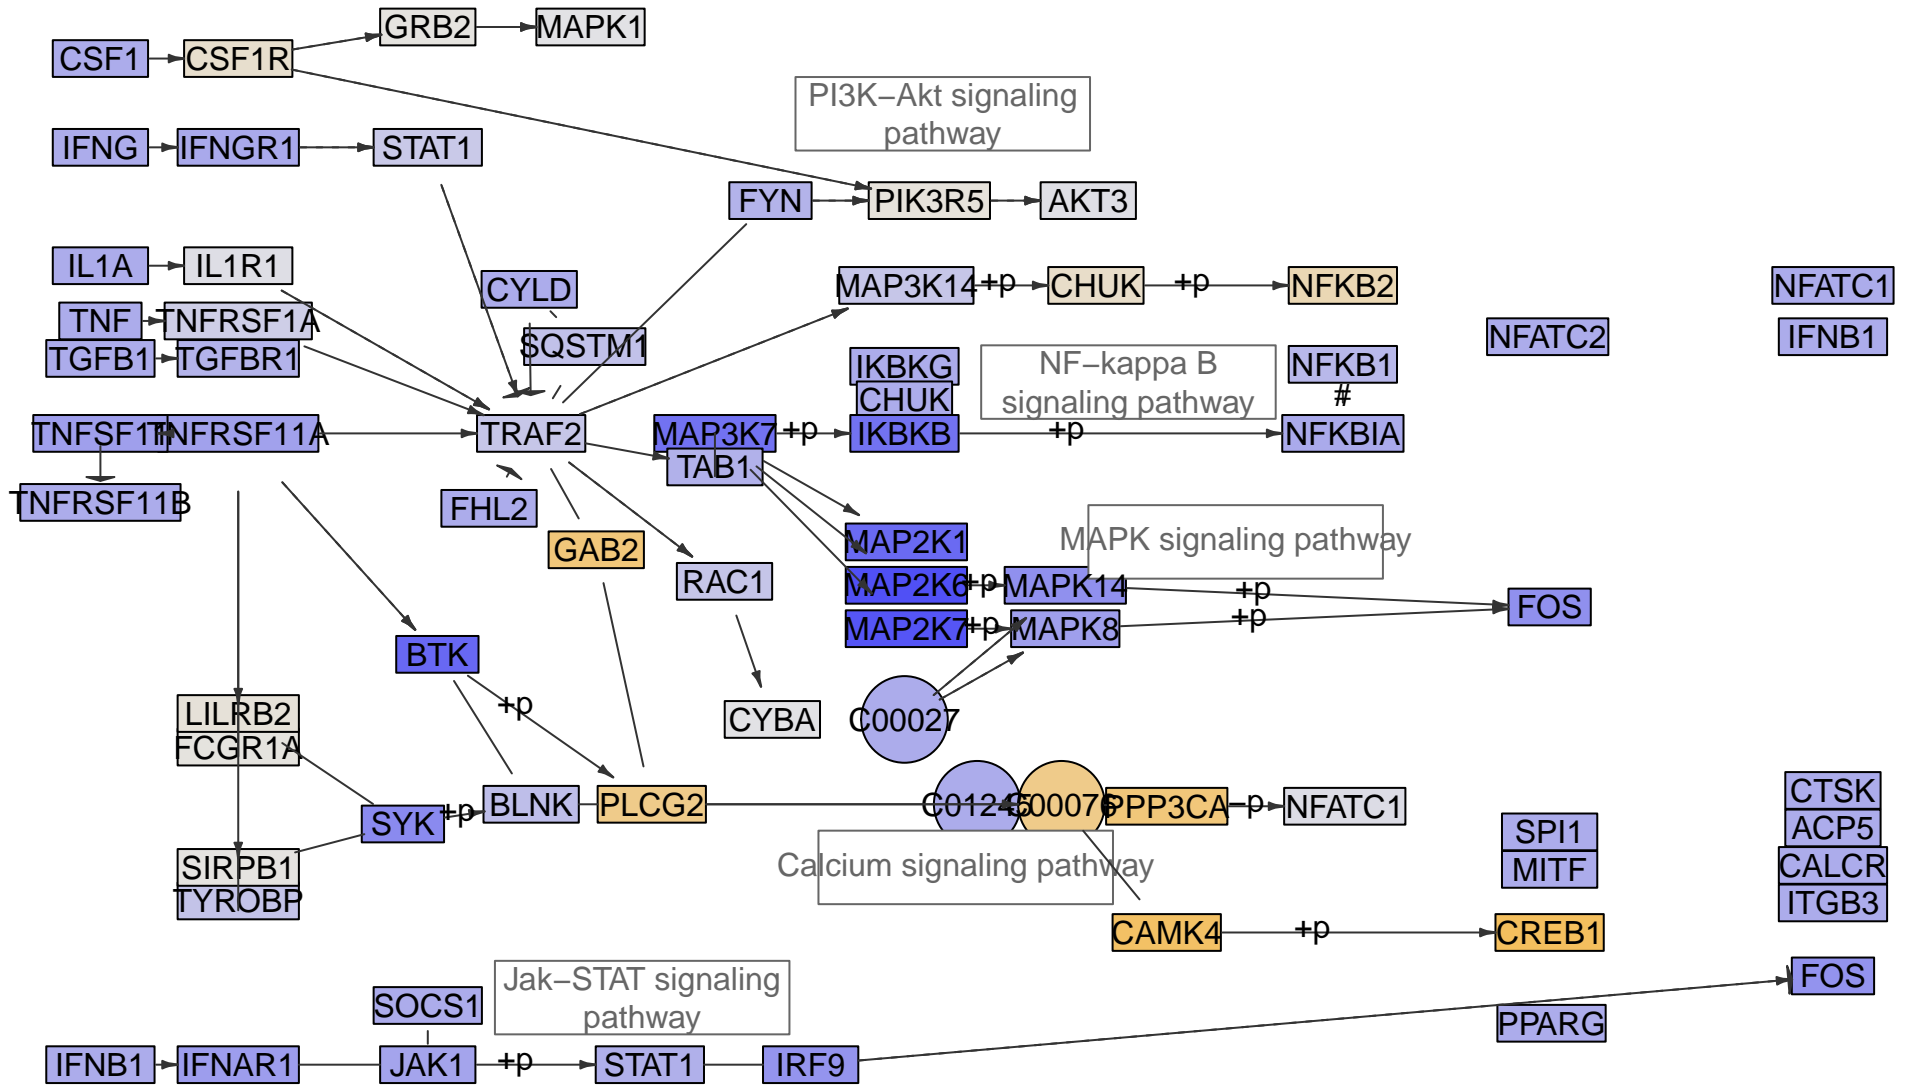 GRB2
MAPK1
CSF1
CSF1R
PI3K−Akt signaling
pathway
IFNG
IFNGR1
STAT1
FYN
PIK3R5
AKT3
IL1A
IL1R1
CYLD
MAP3K14
+p
CHUK
+p
NFKB2
NFATC1
TNF
TNFRSF1A
SQSTM1
NFATC2
IFNB1
TGFB1
TGFBR1
IKBKG
NF−kappa B
signaling pathway
NFKB1
#
CHUK
TNFRSF11A
TRAF2
MAP3K7
+p
IKBKB
+p
NFKBIA
TAB1
TNFRSF11B
FHL2
GAB2
MAP2K1
MAPK signaling pathway
RAC1
MAP2K6
+p
MAPK14
+p
FOS
MAP2K7
+p
MAPK8
+p
BTK
LILRB2
FCGR1A
+p
CYBA
C00027
SYK
+p
BLNK
PLCG2
C00076
PPP3CA
−p
NFATC1
CTSK
SPI1
ACP5
Calcium signaling pathway
SIRPB1
TYROBP
MITF
CALCR
ITGB3
CAMK4
+p
CREB1
Jak−STAT signaling
pathway
SOCS1
FOS
PPARG
IFNB1
IFNAR1
JAK1
+p
STAT1
IRF9